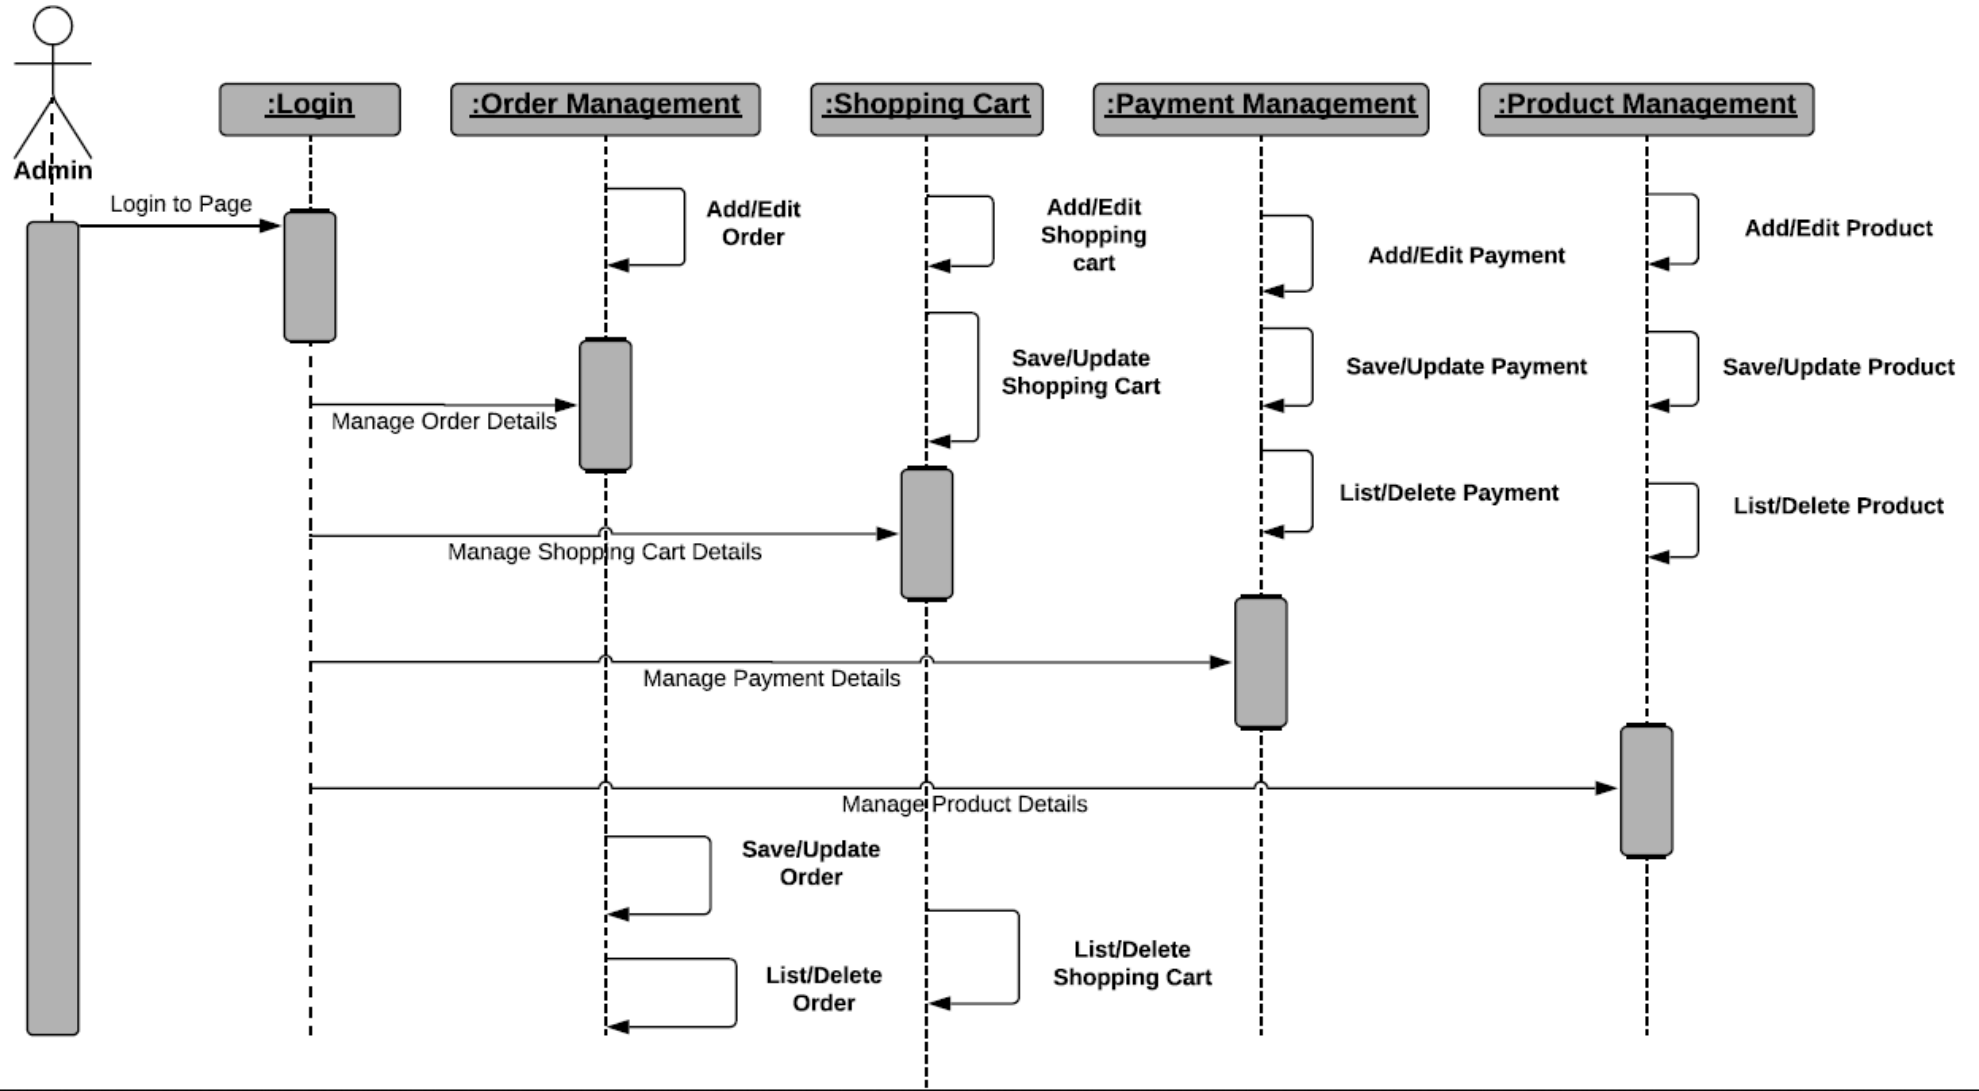 :Login
:Order Management
:Shopping Cart
:Payment Management
:Product Management
Admin
Login to Page
Add/Edit
Order
Add/Edit
Shopping
cart
Add/Edit Payment
Add/Edit Product
Save/Update
Shopping Cart
Save/Update Payment
Save/Update Product
Manage Order Details
List/Delete Payment
List/Delete Product
Manage Shopping Cart Details
Manage Payment Details
Manage Product Details
Save/Update
Order
List/Delete
Shopping Cart
List/Delete
Order